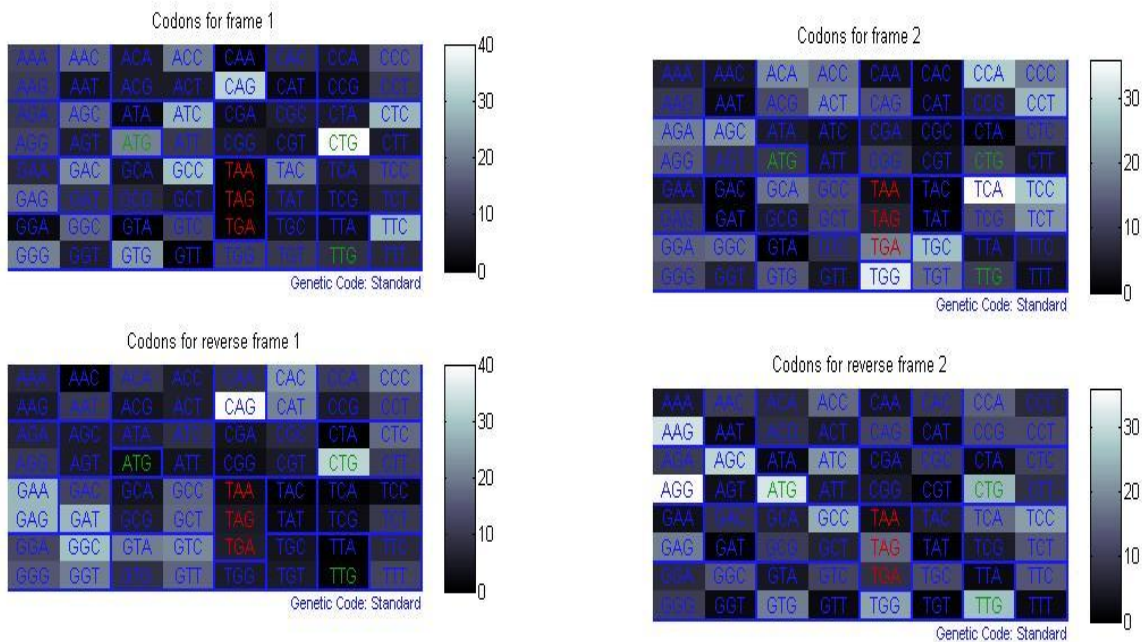 Codons for frame 1
AAA AAC ACA ACC CAA CAC CCA CCC
AAG AAT ACG ACT CAG CAT CCG CCT
AGA AGC ATA ATC CGA CGC CTA CTC
AGG AGT ATG ATT CGG CGT CTG CTT
GAA GAC GCA GCC TAA TAC TCA TCC
GAG GAT GCG GCT TAG TAT TCG TCT
GGA GGC GTA GTC TGA TGC TTA TTC
GGG GGT GTG GTT TGG TGT TTG TTT
40
30
20
10
0
Genetic Code: Standard
Codons for frame 2
AAA AAC ACA ACC CAA CAC CCA CCC
AAG AAT ACG ACT CAG CAT CCG CCT
AGA AGC ATA ATC CGA CGC CTA CTC
AGG AGT ATG ATT CGG CGT CTG CTT
GAA GAC GCA GCC TAA TAC TCA TCC
GAG GAT GCG GCT TAG TAT TCG TCT
GGA GGC GTA GTC TGA TGC TTA TTC
GGG GGT GTG GTT TGG TGT TTG TTT
30
20
10
0
Genetic Code: Standard
Codons for reverse frame 1
AAA AAC ACA ACC CAA CAC CCA CCC
AAG AAT ACG ACT CAG CAT CCG CCT
AGA AGC ATA ATC CGA CGC CTA CTC
AGG AGT ATG ATT CGG CGT CTG CTT
GAA GAC GCA GCC TAA TAC TCA TCC
GAG GAT GCG GCT TAG TAT TCG TCT
GGA GGC GTA GTC TGA TGC TTA TTC
GGG GGT GTG GTT TGG TGT TTG TTT
40
30
20
10
0
Genetic Code: Standard
Codons for reverse frame 2
AAA AAC ACA ACC CAA CAC CCA CCC
AAG AAT ACG ACT CAG CAT CCG CCT
AGA AGC ATA ATC CGA CGC CTA CTC
AGG AGT ATG ATT CGG CGT CTG CTT
GAA GAC GCA GCC TAA TAC TCA TCC
GAG GAT GCG GCT TAG TAT TCG TCT
GGA GGC GTA GTC TGA TGC TTA TTC
GGG GGT GTG GTT TGG TGT TTG TTT
30
20
10
0
Genetic Code: Standard